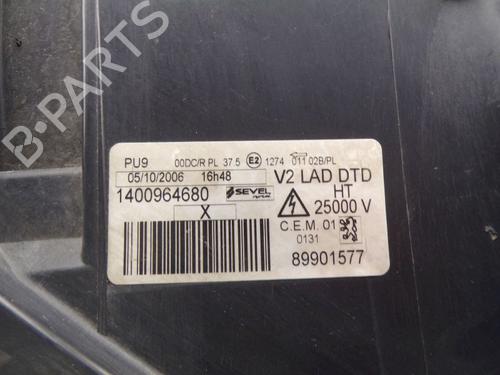 PU9 00DC/R PL 37 5 E2 1274 011 02B/PL
05/10/2006 16h48 V2 LAD DTD
1400964680 SEVEL HT
X 25000 V
C.E.M. 01
0131
89901577
B-PARTS